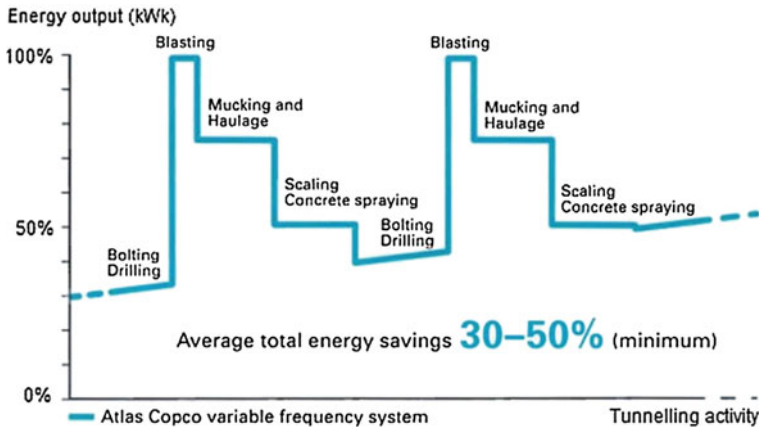 Energy output (kWk)
Blasting
Blasting
100%
Mucking and
Haulage
Mucking and
Haulage
Scaling
Concrete spraying
Scaling
Concrete spraying
50%
Bolting
Drilling
Bolting
Drilling
Average total energy savings 30–50% (minimum)
0%
Atlas Copco variable frequency system
Tunnelling activity